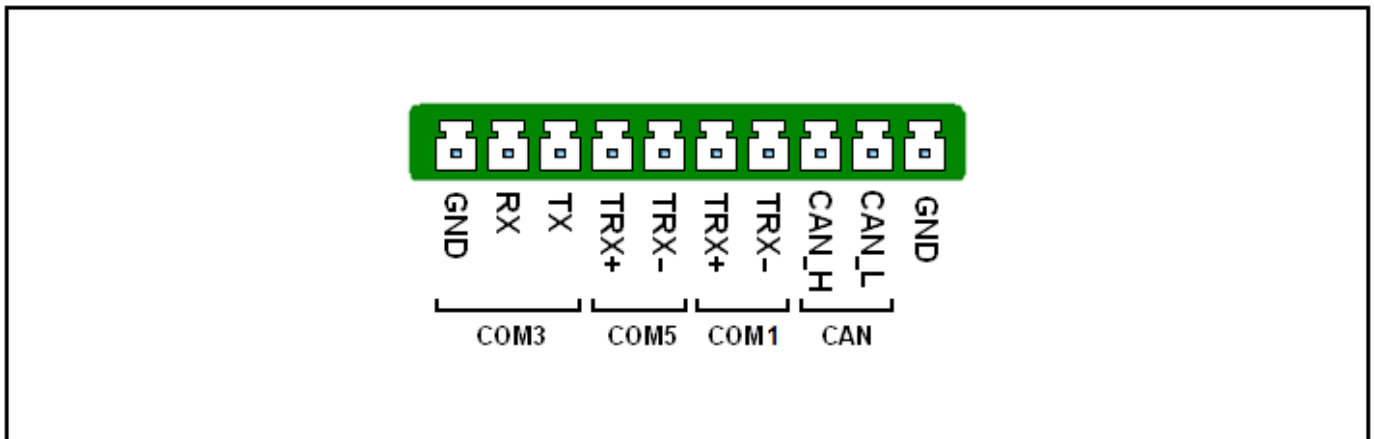 GND RX TX TRX+ TRX- TRX+ TRX- CAN_H CAN_L GND
COM3 COM5 COM1 CAN